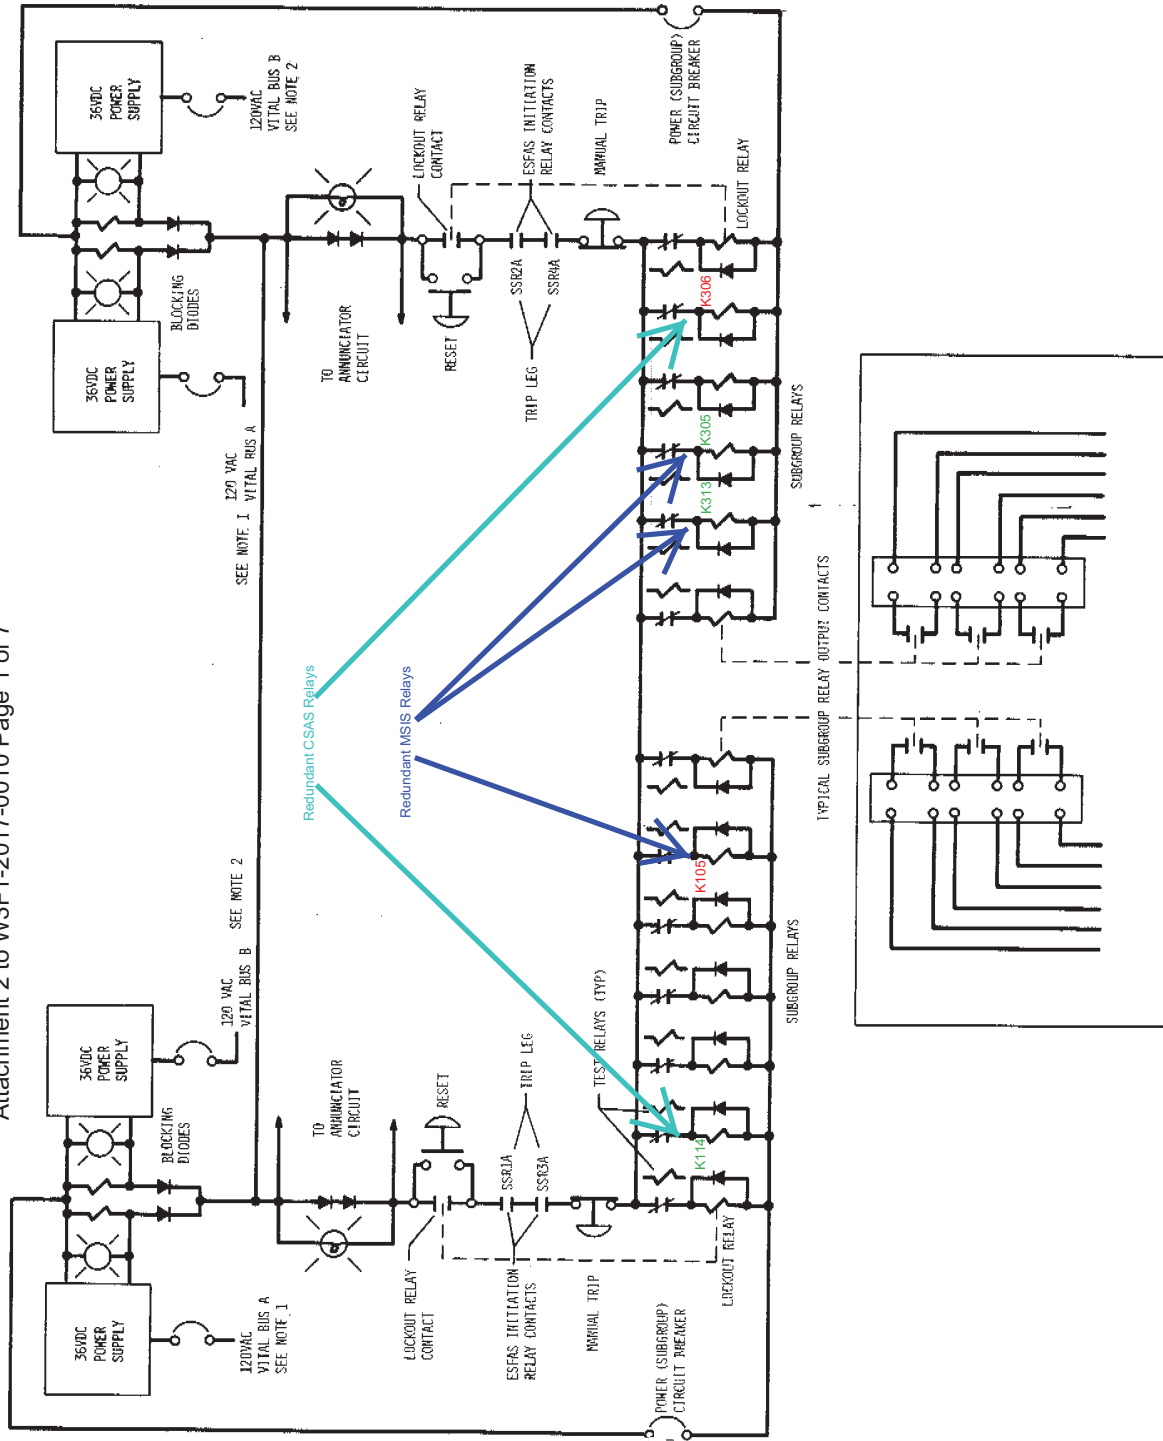 Attachment 2 to W3F1-2017-0010 Page 1 of 7
36VDC
POWER
SUPPLY
120VAC
VITAL BUS A
SEE NOTE 1
36VDC
POWER
SUPPLY
120 VAC
VITAL BUS B
SEE NOTE 2
BLOCKING
DIODES
TO
ANNUNCIATOR
CIRCUIT
LOCKOUT RELAY
CONTACT
RESET
ESFAS INITIATION
RELAY CONTACTS
SSR1A
SSR3A
TRIP LEG
MANUAL TRIP
TEST RELAYS (TYP)
POWER (SUBGROUP)
CIRCUIT BREAKER
LOCKOUT RELAY
K114
K105
SUBGROUP RELAYS
Redundant CSAS Relays
Redundant MSIS Relays
36VDC
POWER
SUPPLY
120 VAC
VITAL BUS A
SEE NOTE 1
36VDC
POWER
SUPPLY
120VAC
VITAL BUS B
SEE NOTE 2
BLOCKING
DIODES
TO
ANNUNCIATOR
CIRCUIT
LOCKOUT RELAY
CONTACT
RESET
ESFAS INITIATION
RELAY CONTACTS
SSR2A
SSR4A
TRIP LEG
MANUAL TRIP
POWER (SUBGROUP)
CIRCUIT BREAKER
LOCKOUT RELAY
K313
K305
K306
SUBGROUP RELAYS
TYPICAL SUBGROUP RELAY OUTPUT CONTACTS